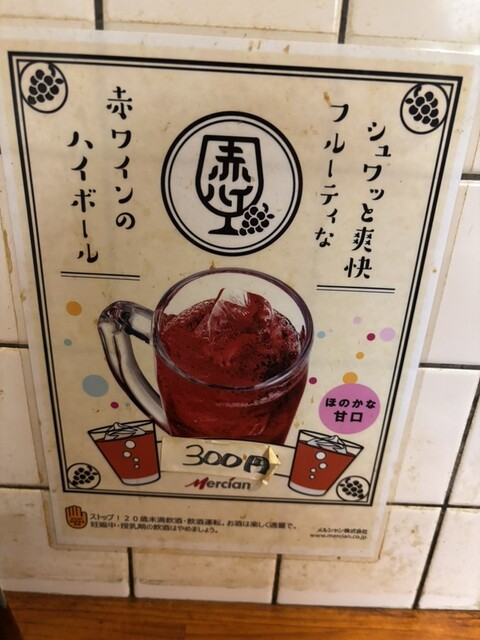 シュワッと爽快
フルーティな
赤ハイ
赤ワインの
ハイボール
ほのかな
甘口
300円
Mercian
ストップ!20歳未満飲酒・飲酒運転。お酒は楽しく適量で。
妊娠中・授乳期の飲酒はやめましょう。
メルシャン株式会社
www.mercian.co.jp